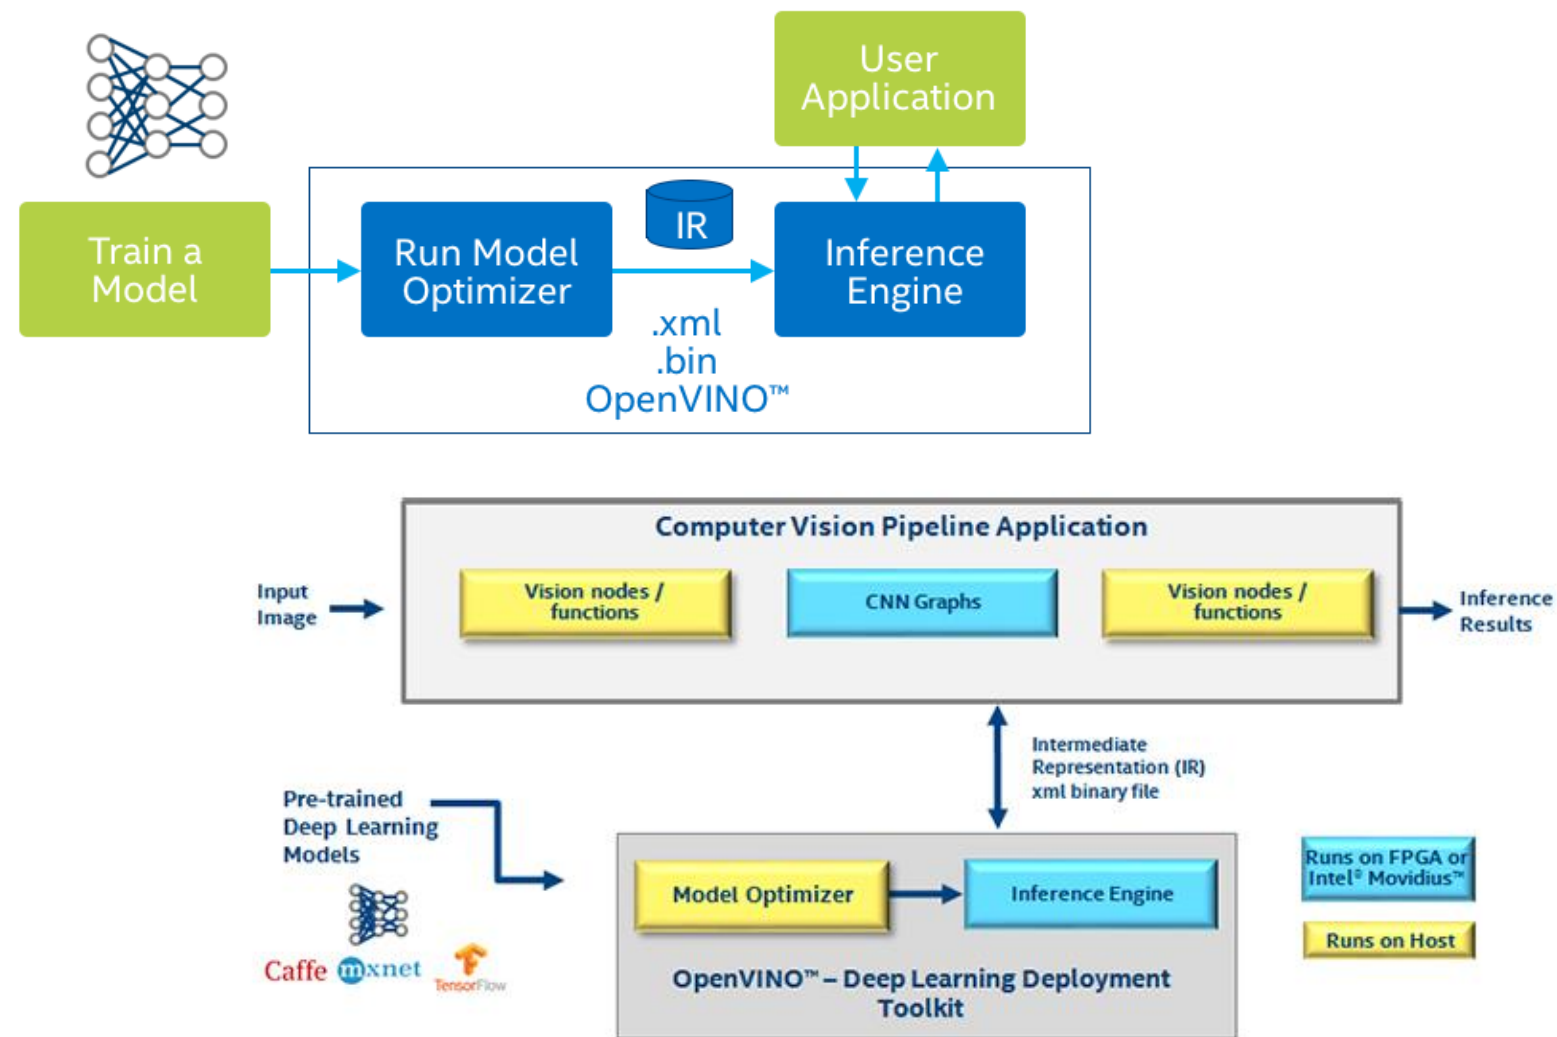 User
Application
Train a
Model
Run Model
Optimizer
IR
Inference
Engine
.xml
.bin
OpenVINO™
Computer Vision Pipeline Application
Input
Image
Vision nodes /
functions
CNN Graphs
Vision nodes /
functions
Inference
Results
Intermediate
Representation (IR)
xml binary file
Pre-trained
Deep Learning
Models
Caffe
mxnet
TensorFlow
Model Optimizer
Inference Engine
OpenVINO™ – Deep Learning Deployment
Toolkit
Runs on FPGA or
Intel® Movidius™
Runs on Host